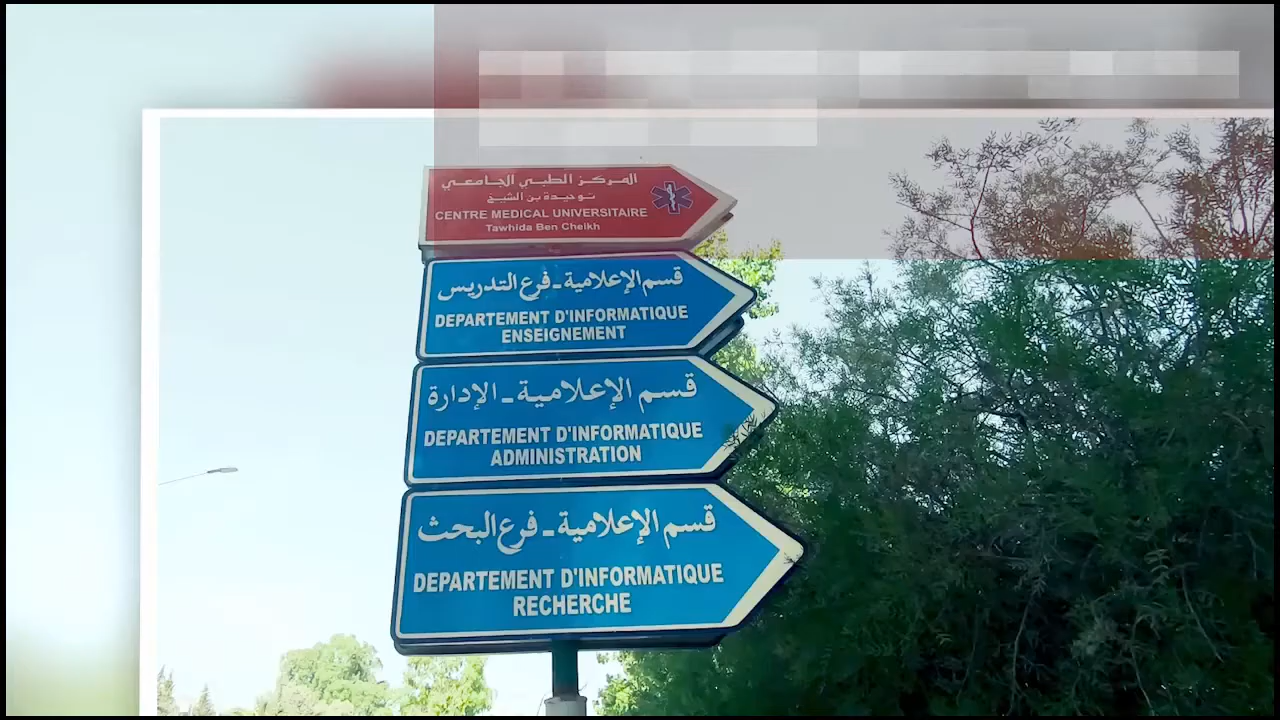 المركز الطبي الجامعي
توحيدة بن الشيخ
CENTRE MEDICAL UNIVERSITAIRE
Tawhida Ben Cheikh
قسم الإعلامية - فرع التدريس
DEPARTEMENT D'INFORMATIQUE
ENSEIGNEMENT
قسم الإعلامية - الإدارة
DEPARTEMENT D'INFORMATIQUE
ADMINISTRATION
قسم الإعلامية - فرع البحث
DEPARTEMENT D'INFORMATIQUE
RECHERCHE